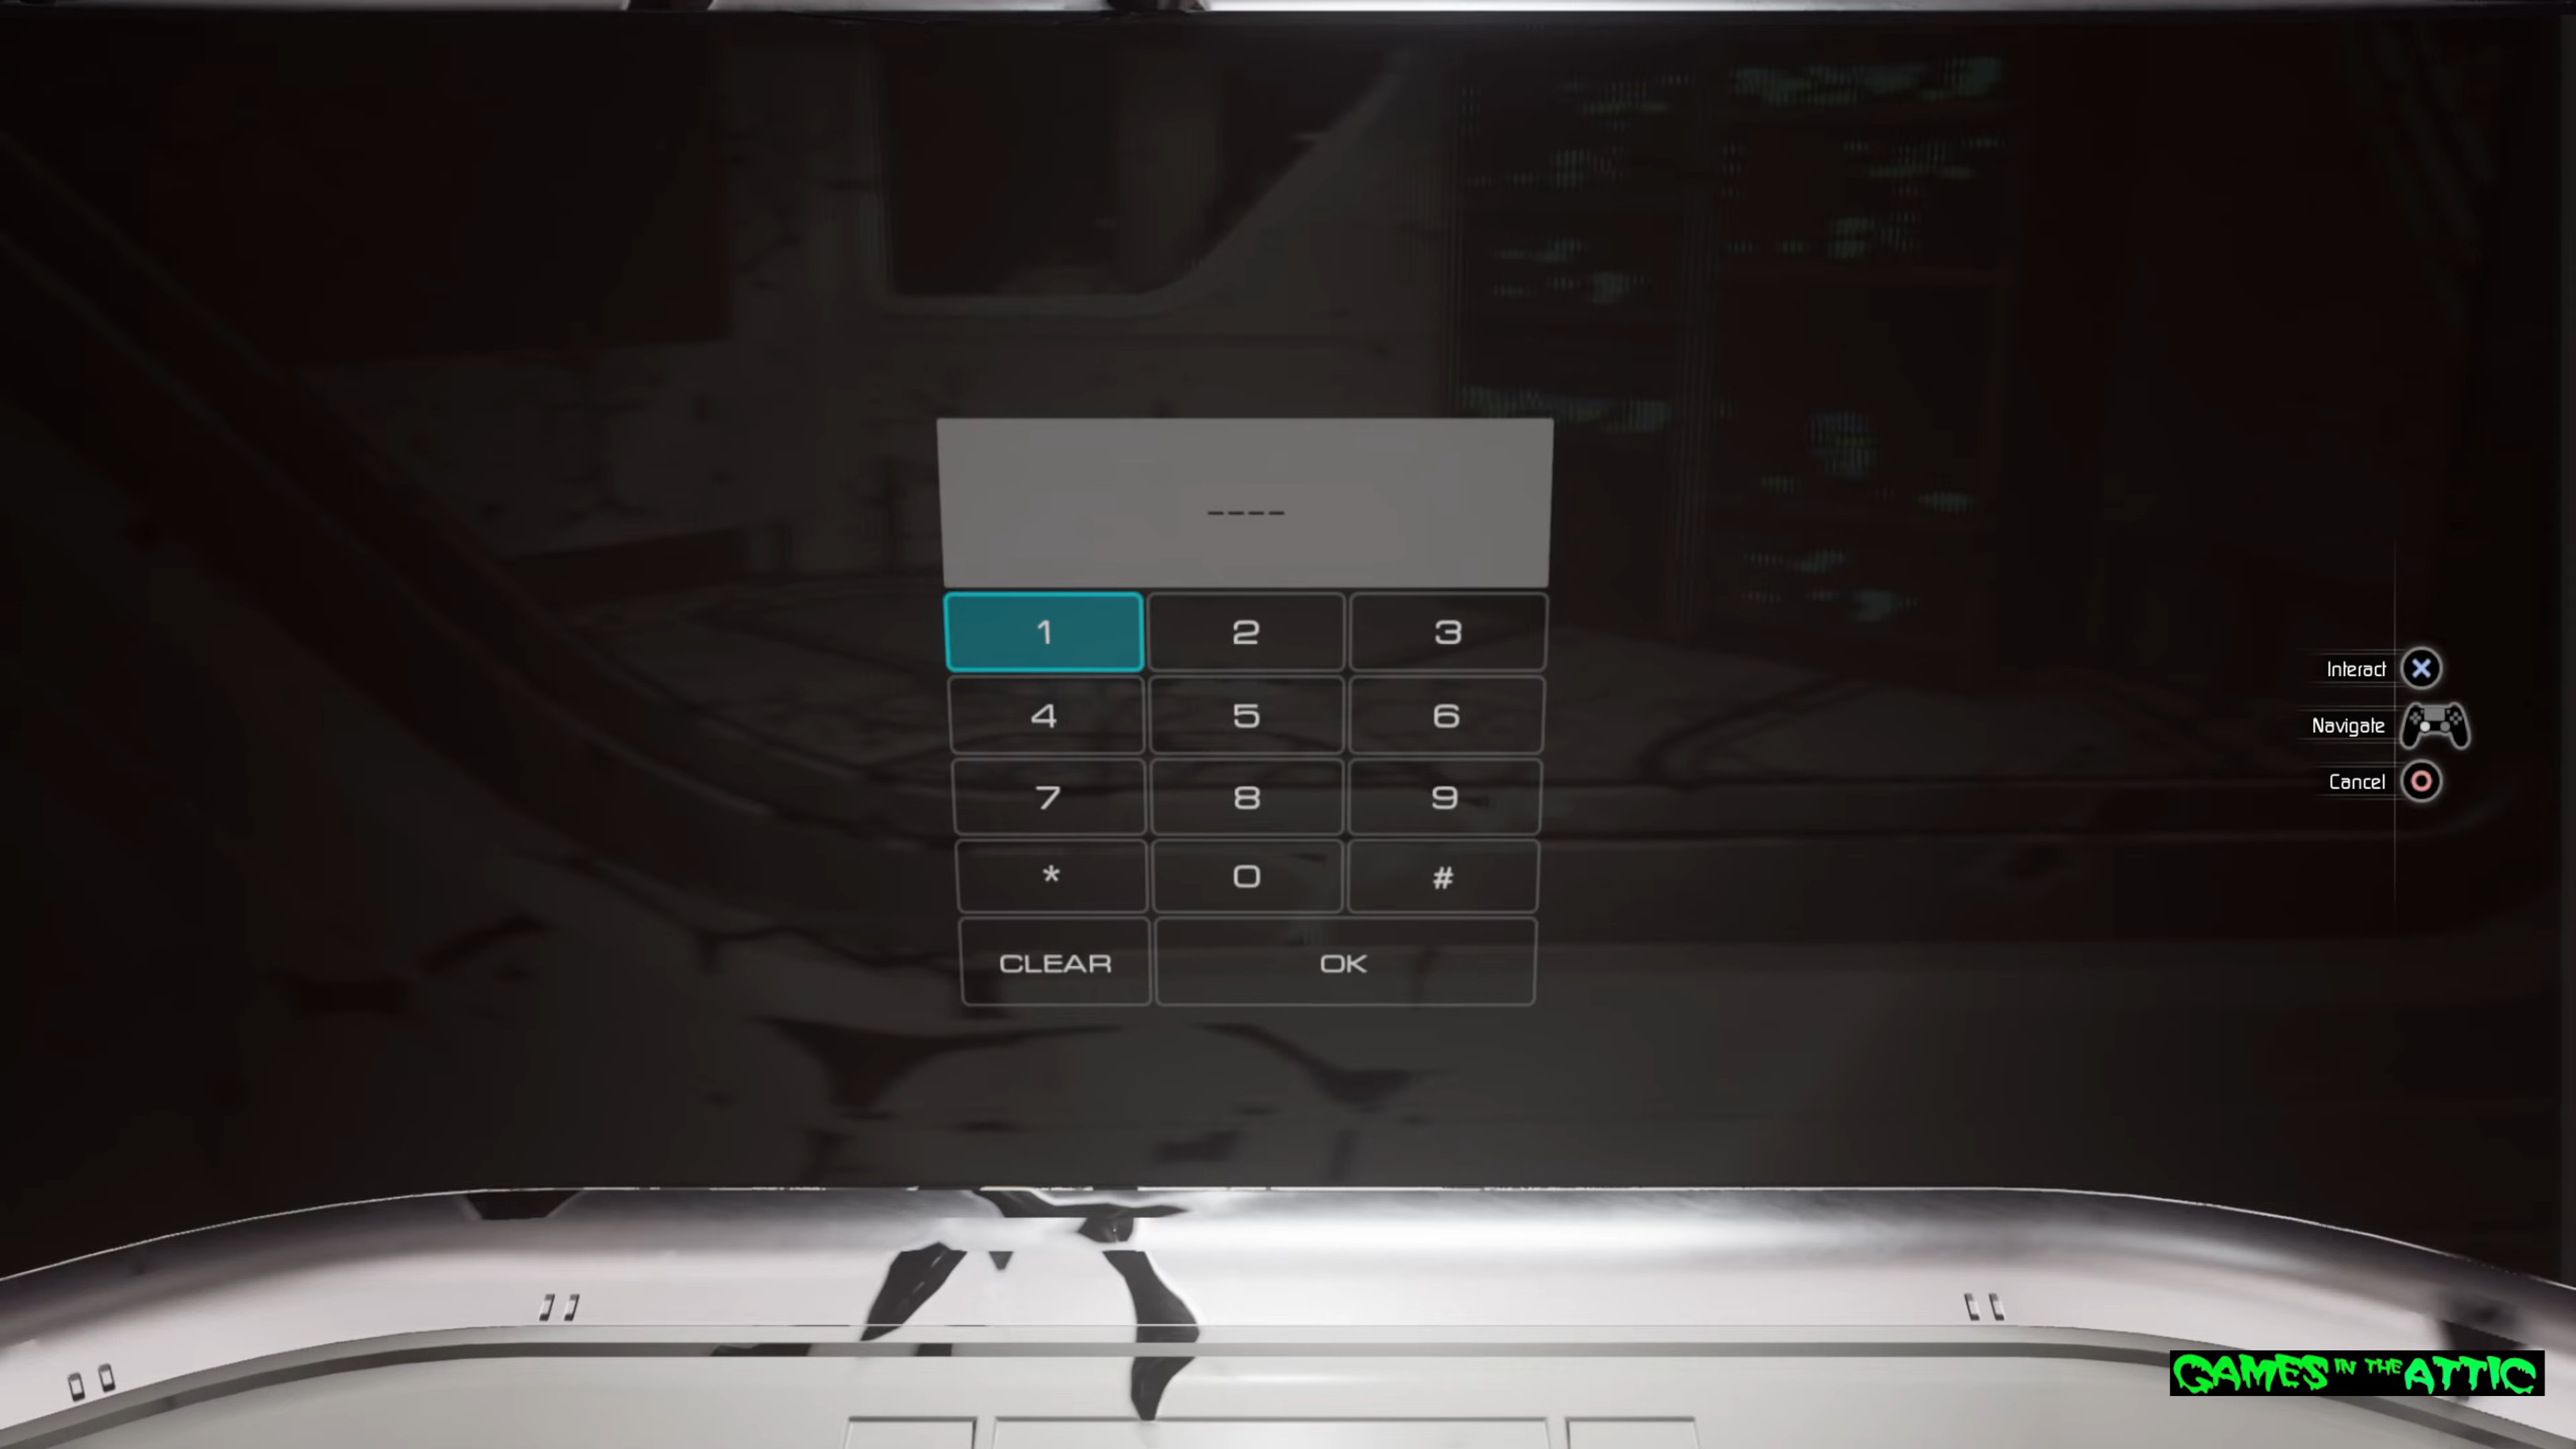 ----
1 2 3
4 5 6
7 8 9
* 0 #
CLEAR OK
Interact
Navigate
Cancel
GAMES IN THE ATTIC